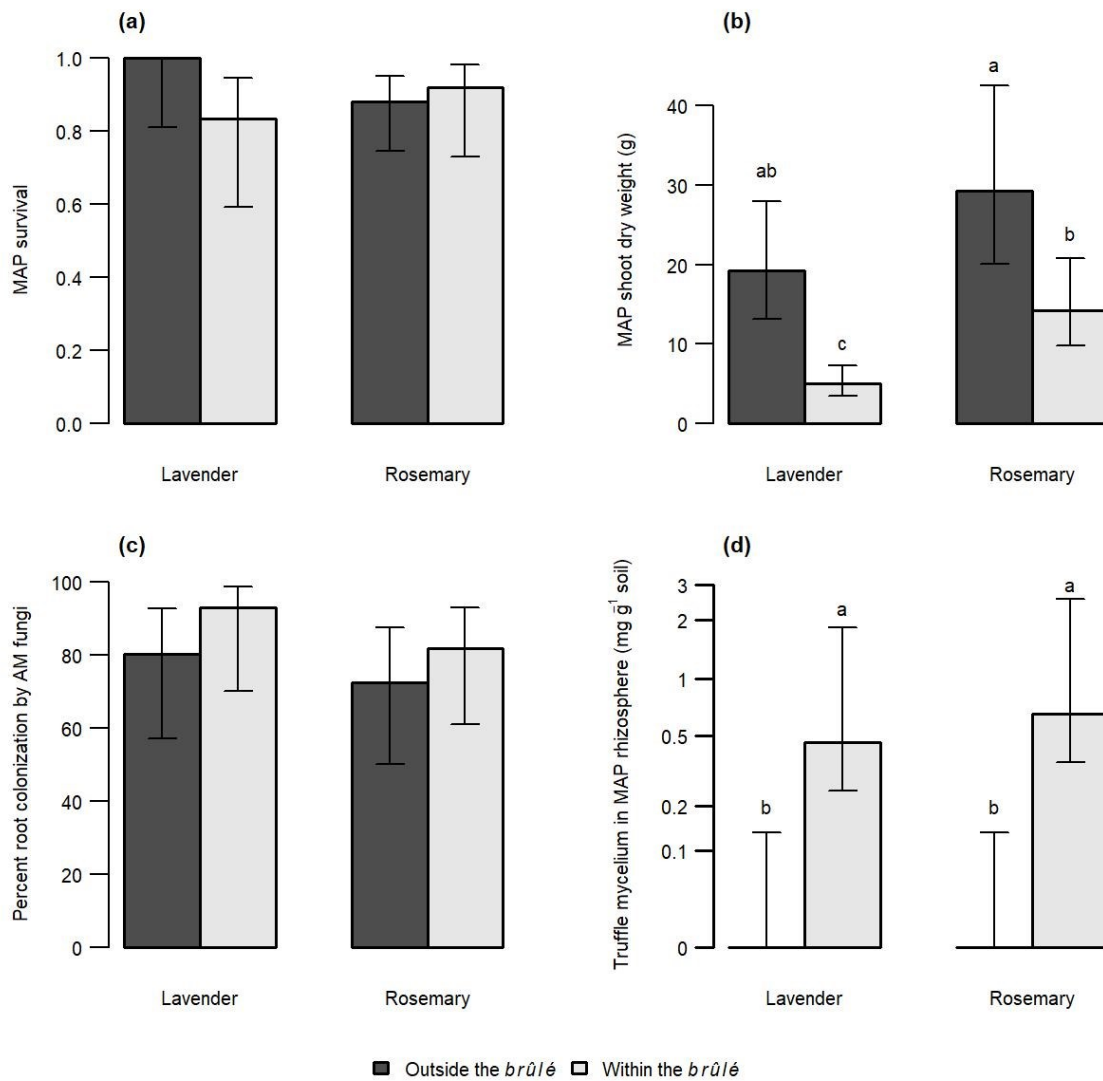 (a)
MAP survival
1.0
0.8
0.6
0.4
0.2
0.0
Lavender
Rosemary
(b)
MAP shoot dry weight (g)
40
30
20
10
0
ab
c
a
b
Lavender
Rosemary
(c)
Percent root colonization by AM fungi
100
80
60
40
20
0
Lavender
Rosemary
(d)
Truffle mycelium in MAP rhizosphere (mg g⁻¹ soil)
3
2
1
0.5
0.2
0.1
0
b
a
b
a
Lavender
Rosemary
Outside the brûlé
Within the brûlé